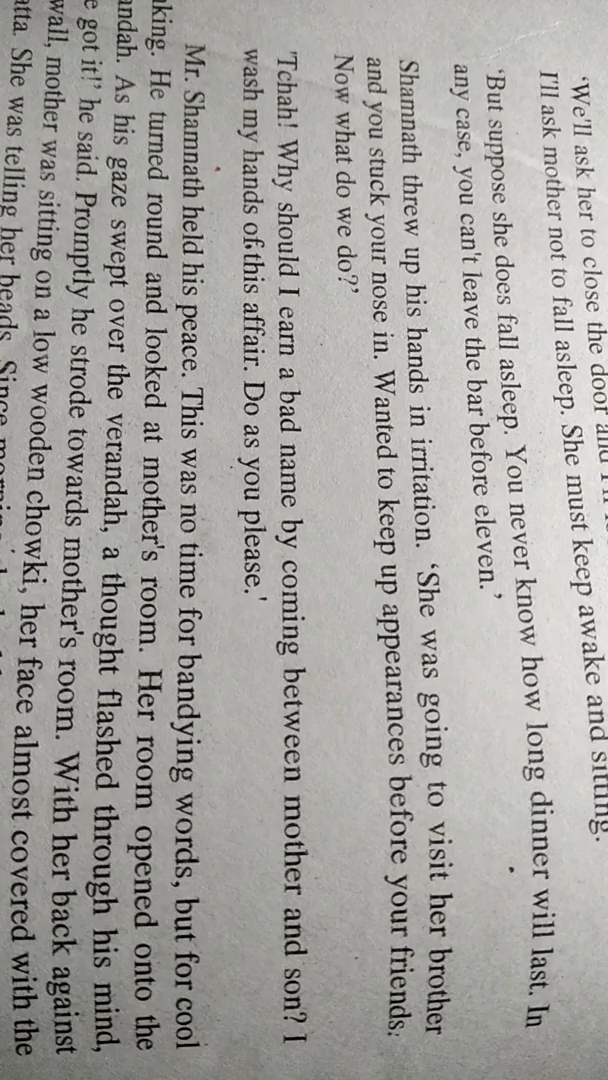 'We'll ask her to close the door and
I'll ask mother not to fall asleep. She must keep awake and sitting.
'But suppose she does fall asleep. You never know how long dinner will last. In
any case, you can't leave the bar before eleven.'
Shamnath threw up his hands in irritation. 'She was going to visit her brother
and you stuck your nose in. Wanted to keep up appearances before your friends.
Now what do we do?'
'Tchah! Why should I earn a bad name by coming between mother and son? I
wash my hands of this affair. Do as you please.'
Mr. Shamnath held his peace. This was no time for bandying words, but for cool
king. He turned round and looked at mother's room. Her room opened onto the
andah. As his gaze swept over the verandah, a thought flashed through his mind,
e got it!' he said. Promptly he strode towards mother's room. With her back against
wall, mother was sitting on a low wooden chowki, her face almost covered with the
atta. She was telling her beads. Since